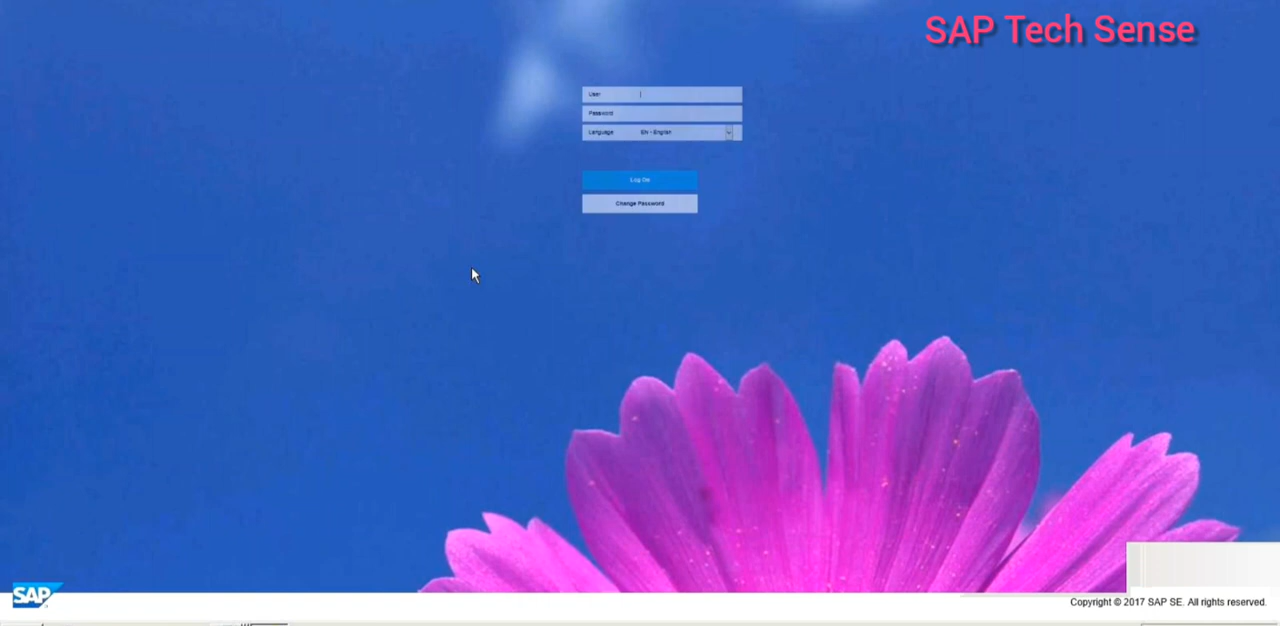 SAP Tech Sense
User
Password
Language EN - English
Log On
Change Password
SAP
Copyright © 2017 SAP SE. All rights reserved.